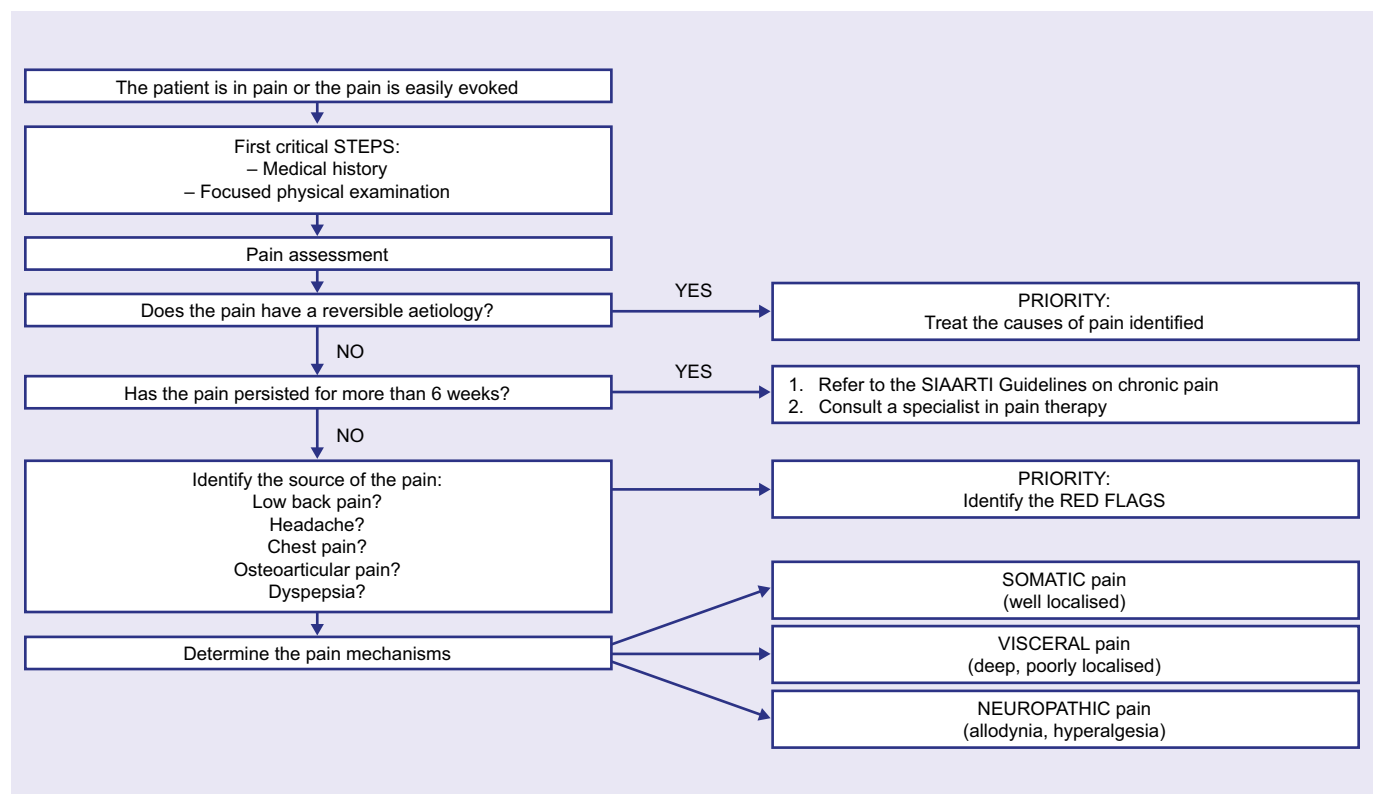 The patient is in pain or the pain is easily evoked
First critical STEPS:
– Medical history
– Focused physical examination
Pain assessment
Does the pain have a reversible aetiology?
YES
PRIORITY:
Treat the causes of pain identified
NO
Has the pain persisted for more than 6 weeks?
YES
1. Refer to the SIAARTI Guidelines on chronic pain
2. Consult a specialist in pain therapy
NO
Identify the source of the pain:
Low back pain?
Headache?
Chest pain?
Osteoarticular pain?
Dyspepsia?
PRIORITY:
Identify the RED FLAGS
Determine the pain mechanisms
SOMATIC pain
(well localised)
VISCERAL pain
(deep, poorly localised)
NEUROPATHIC pain
(allodynia, hyperalgesia)